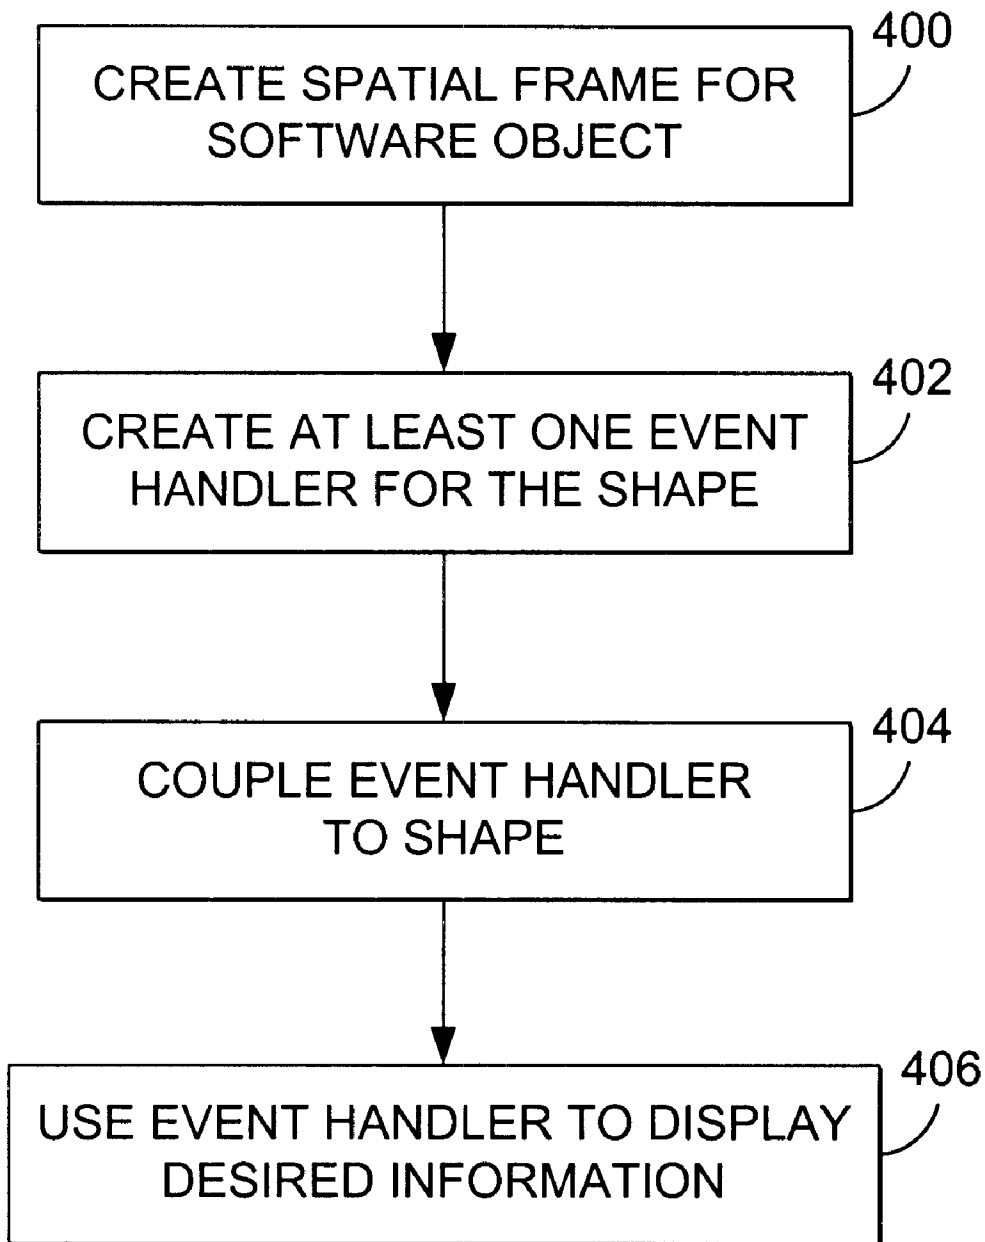 400
CREATE SPATIAL FRAME FOR
SOFTWARE OBJECT
402
CREATE AT LEAST ONE EVENT
HANDLER FOR THE SHAPE
404
COUPLE EVENT HANDLER
TO SHAPE
406
USE EVENT HANDLER TO DISPLAY
DESIRED INFORMATION